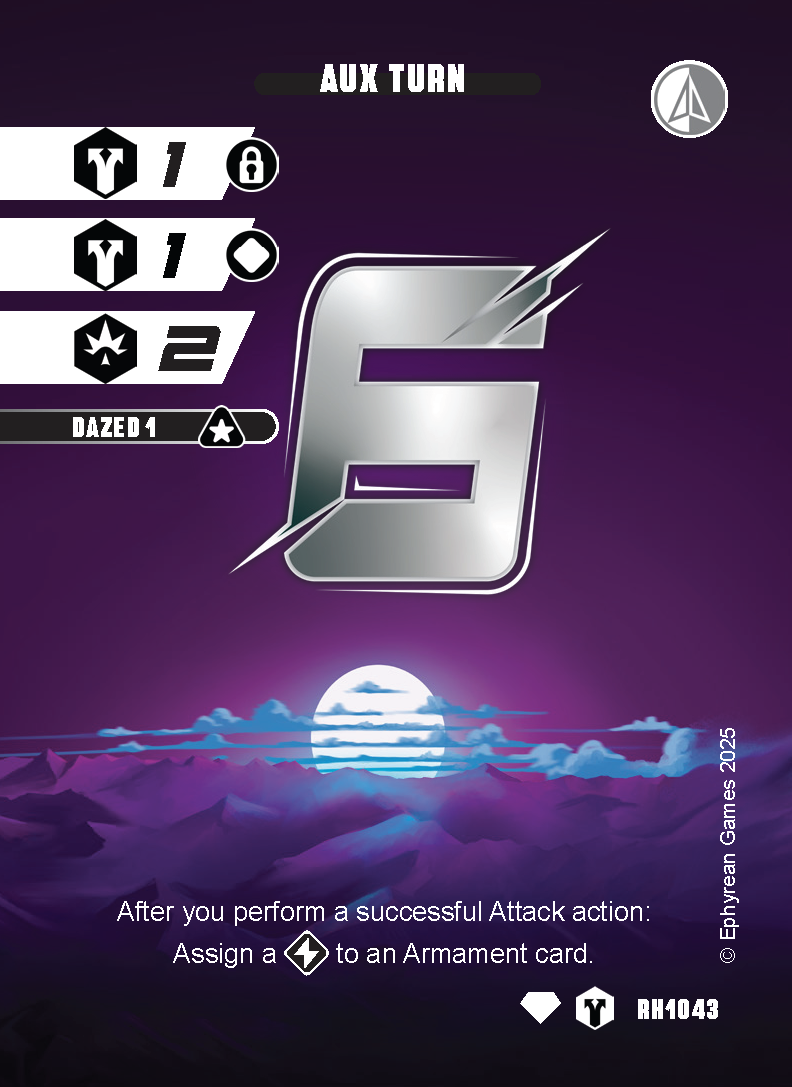 AUX TURN
1
1
2
DAZED 1
6
After you perform a successful Attack action:
Assign a to an Armament card.
© Ephyrean Games 2025
RH1043